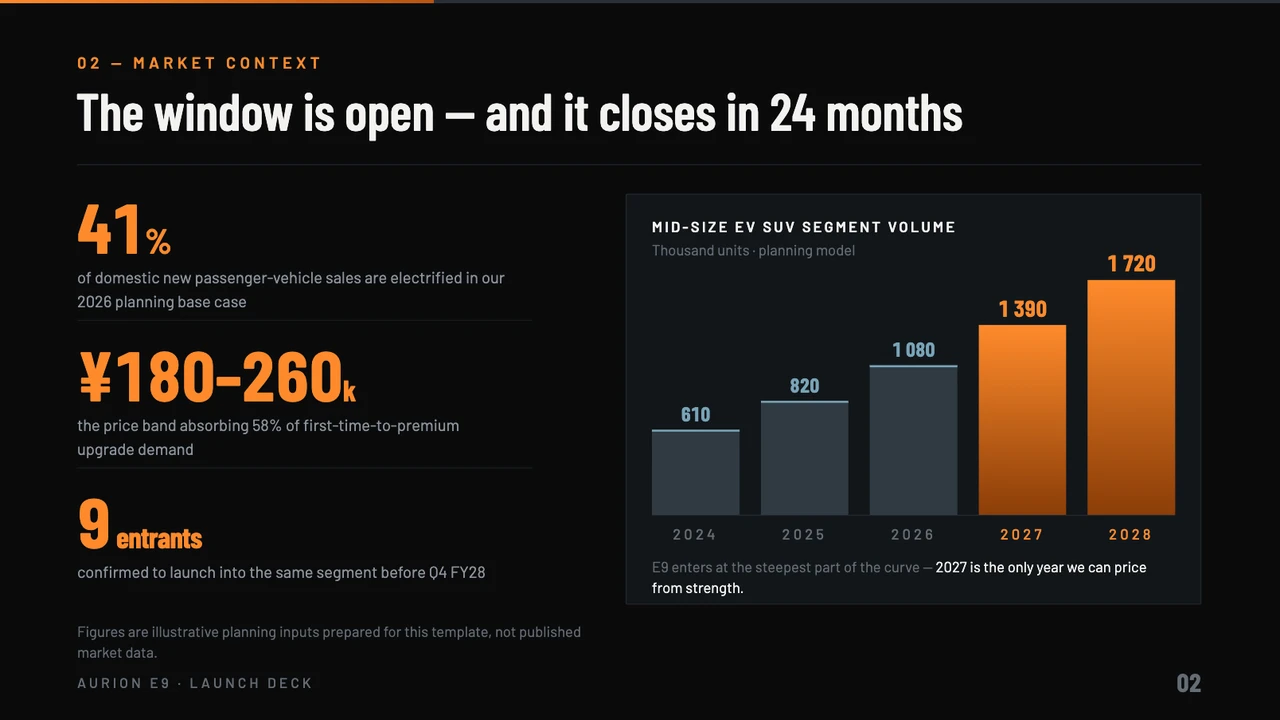 02 — MARKET CONTEXT
The window is open — and it closes in 24 months
41%
of domestic new passenger-vehicle sales are electrified in our
2026 planning base case
¥180–260k
the price band absorbing 58% of first-time-to-premium
upgrade demand
9 entrants
confirmed to launch into the same segment before Q4 FY28
Figures are illustrative planning inputs prepared for this template, not published
market data.
MID-SIZE EV SUV SEGMENT VOLUME
Thousand units · planning model
610
820
1 080
1 390
1 720
2024
2025
2026
2027
2028
E9 enters at the steepest part of the curve — 2027 is the only year we can price
from strength.
AURION E9 · LAUNCH DECK
02